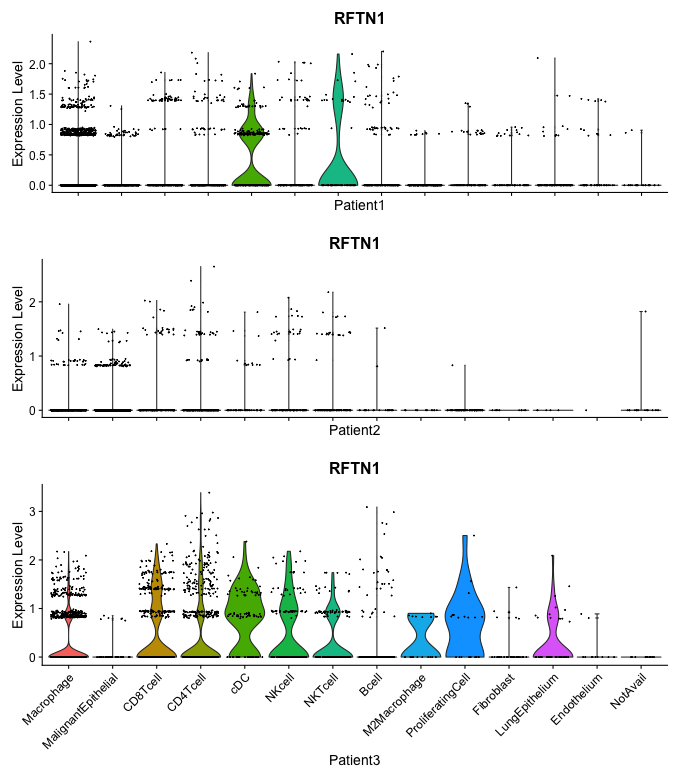 RFTN1
Expression Level
2.0
1.5
1.0
0.5
0.0
Patient1
RFTN1
Expression Level
2
1
0
Patient2
RFTN1
Expression Level
3
2
1
0
Macrophage
MalignantEpithelial
CD8Tcell
CD4Tcell
cDC
NKcell
NKTcell
Bcell
M2Macrophage
ProliferatingCell
Fibroblast
LungEpithelium
Endothelium
NotAvail
Patient3